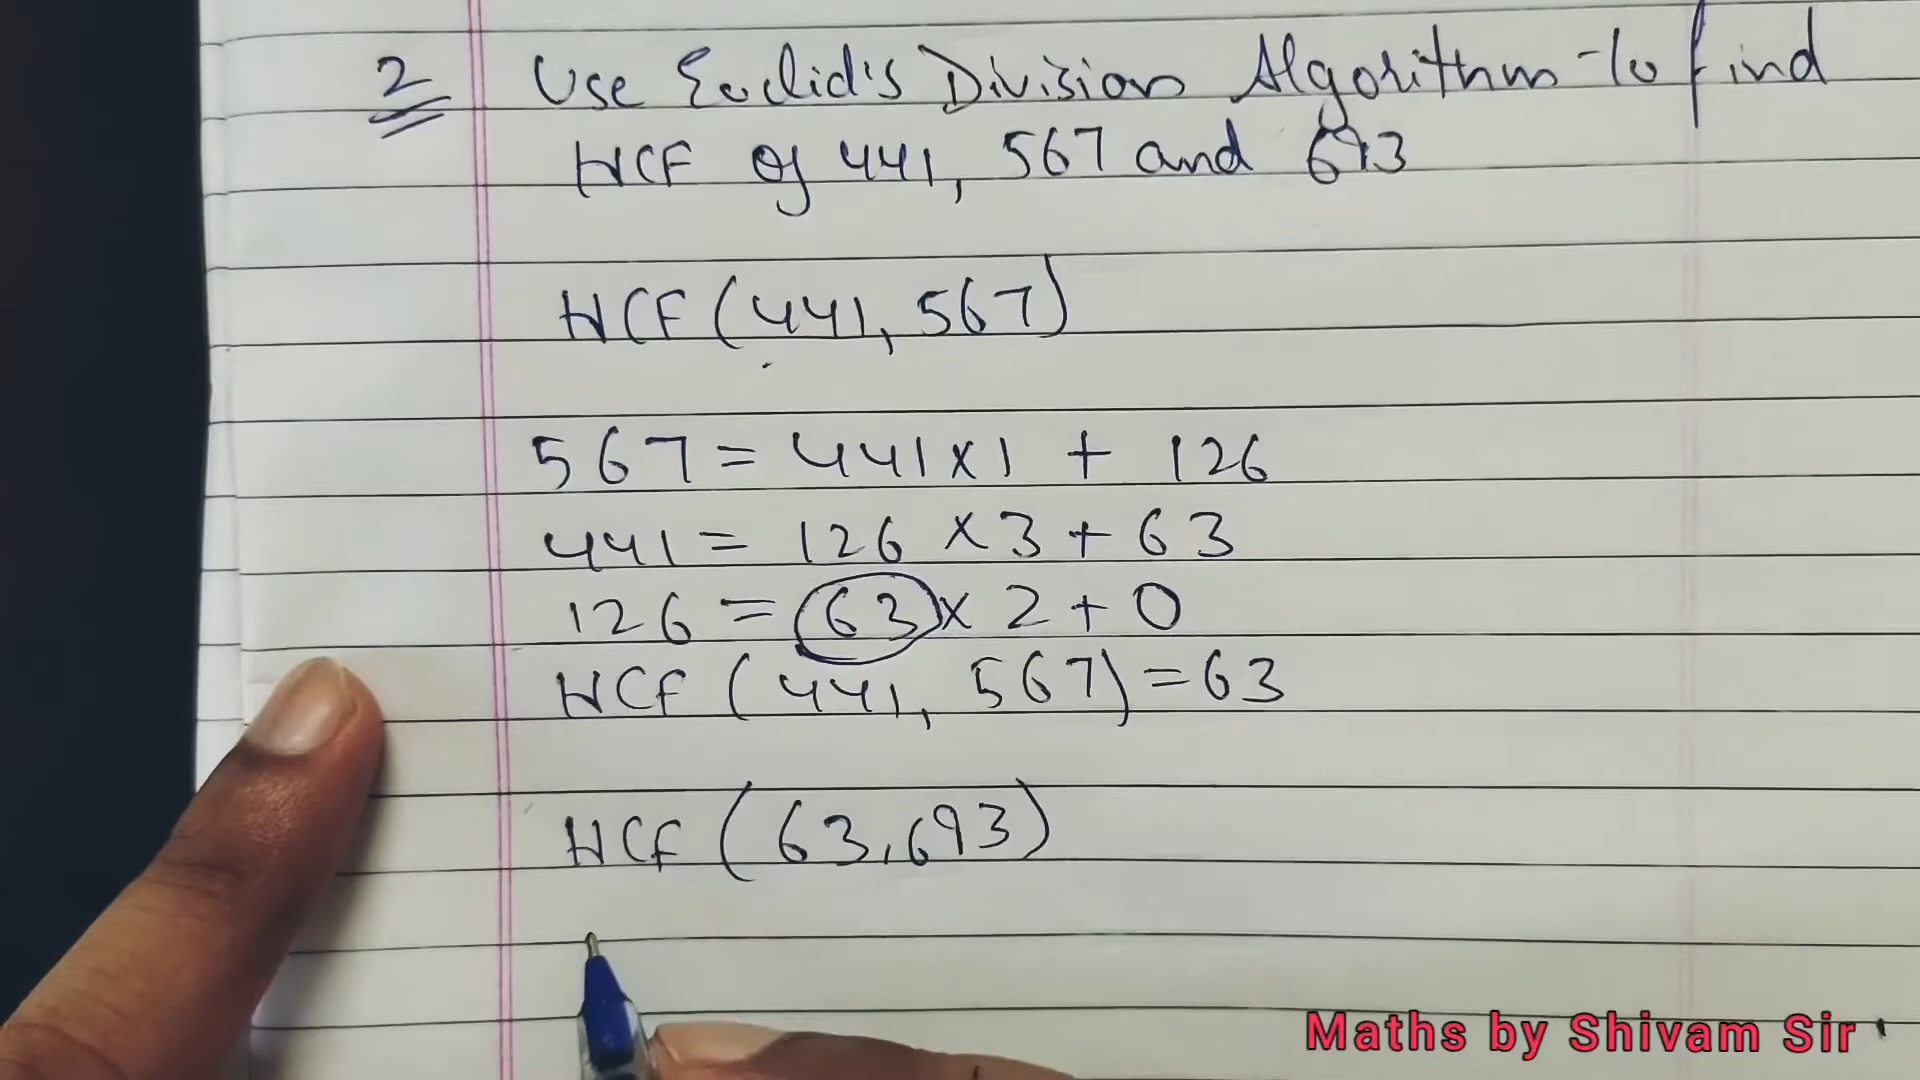 2 Use Euclid's Division Algorithm to find
HCF of 441, 567 and 693
HCF (441, 567)
567 = 441 x 1 + 126
441 = 126 x 3 + 63
126 = 63 x 2 + 0
HCF (441, 567) = 63
HCF (63, 693)
Maths by Shivam Sir